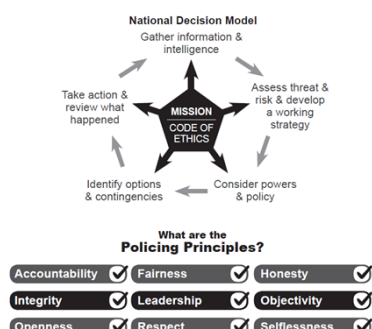 National Decision Model
Gather information &
intelligence
Assess threat &
risk & develop
a working
strategy
Take action &
review what
happened
MISSION
CODE OF
ETHICS
Identify options
& contingencies
Consider powers
& policy
What are the
Policing Principles?
Accountability
Fairness
Honesty
Integrity
Leadership
Objectivity
Openness
Respect
Selflessness